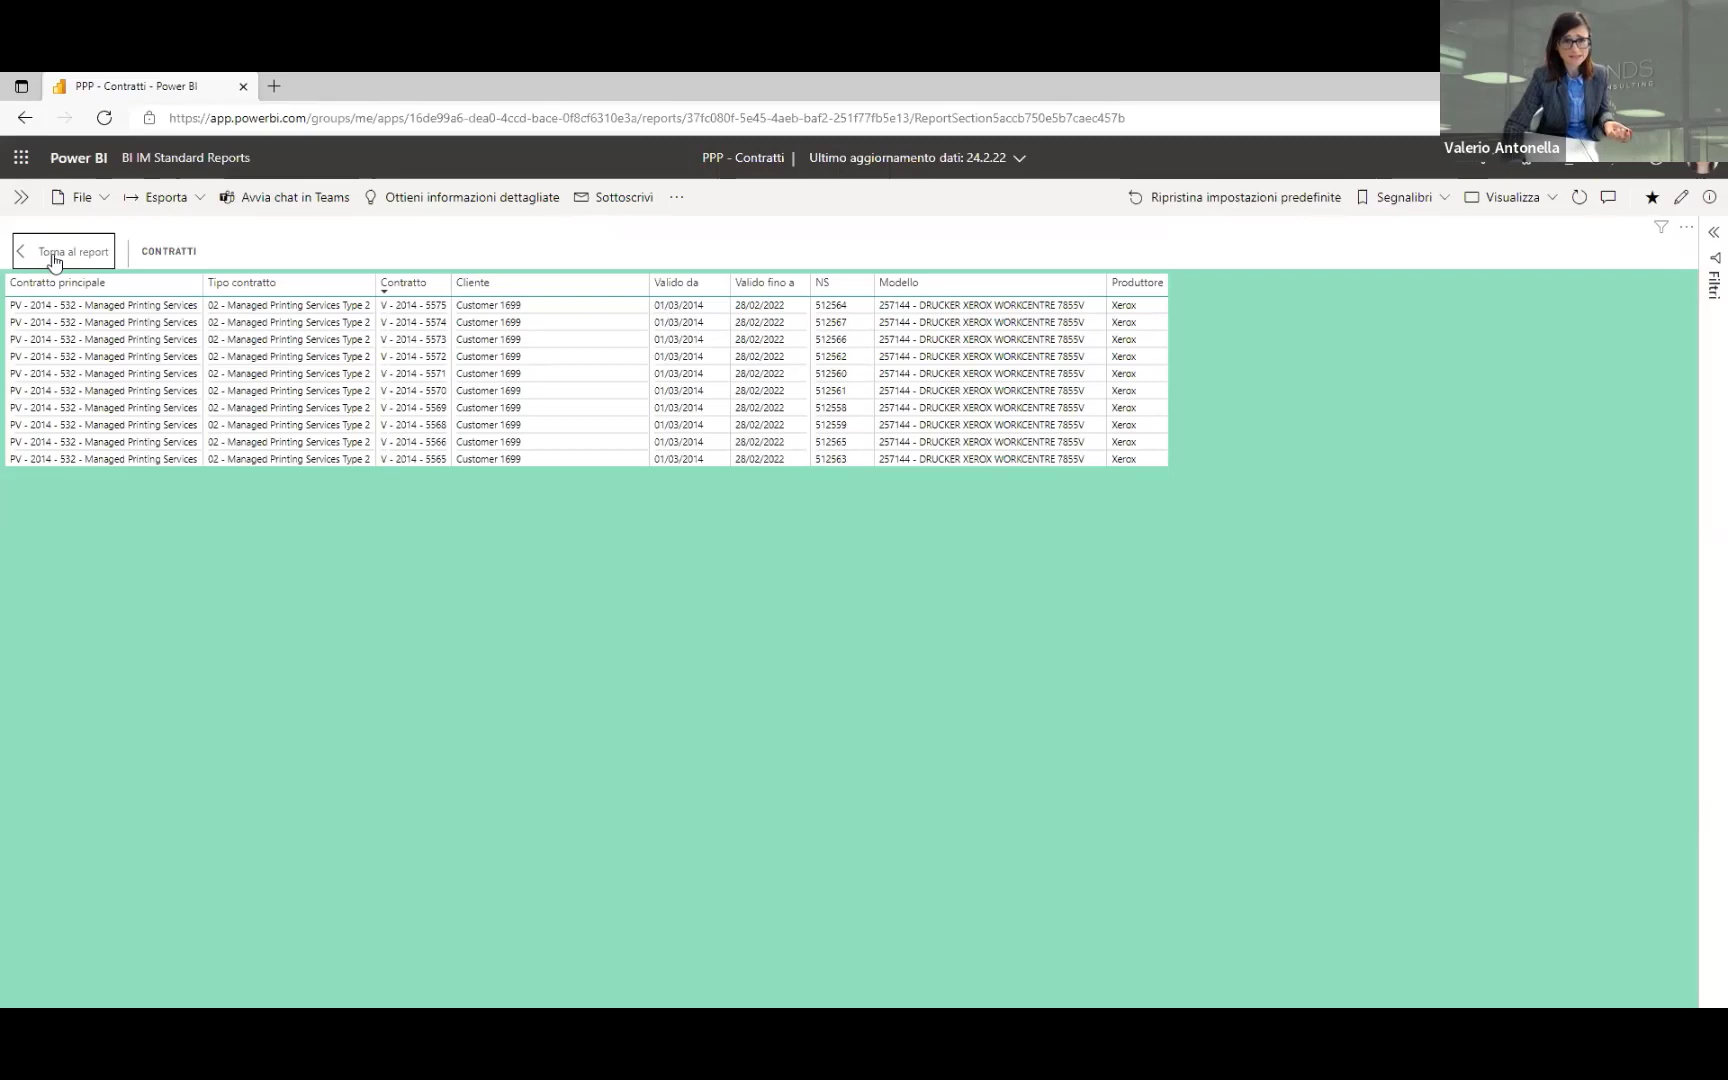 NDS
NSULTING
Valerio Antonella
PPP - Contratti - Power BI
https://app.powerbi.com/groups/me/apps/16de99a6-dea0-4ccd-bace-0f8cf6310e3a/reports/37fc080f-5e45-4aeb-baf2-251f77fb5e13/ReportSection5accb750e5b7caec457b
Power BI BI IM Standard Reports PPP - Contratti | Ultimo aggiornamento dati: 24.2.22
File Esporta Avvia chat in Teams Ottieni informazioni dettagliate Sottoscrivi ... Ripristina impostazioni predefinite Segnalibri Visualizza
Torna al report CONTRATTI
Filtri
Contratto principale Tipo contratto Contratto Cliente Valido da Valido fino a NS Modello Produttore
PV - 2014 - 532 - Managed Printing Services 02 - Managed Printing Services Type 2 V - 2014 - 5575 Customer 1699 01/03/2014 28/02/2022 512564 257144 - DRUCKER XEROX WORKCENTRE 7855V Xerox
PV - 2014 - 532 - Managed Printing Services 02 - Managed Printing Services Type 2 V - 2014 - 5574 Customer 1699 01/03/2014 28/02/2022 512567 257144 - DRUCKER XEROX WORKCENTRE 7855V Xerox
PV - 2014 - 532 - Managed Printing Services 02 - Managed Printing Services Type 2 V - 2014 - 5573 Customer 1699 01/03/2014 28/02/2022 512566 257144 - DRUCKER XEROX WORKCENTRE 7855V Xerox
PV - 2014 - 532 - Managed Printing Services 02 - Managed Printing Services Type 2 V - 2014 - 5572 Customer 1699 01/03/2014 28/02/2022 512562 257144 - DRUCKER XEROX WORKCENTRE 7855V Xerox
PV - 2014 - 532 - Managed Printing Services 02 - Managed Printing Services Type 2 V - 2014 - 5571 Customer 1699 01/03/2014 28/02/2022 512560 257144 - DRUCKER XEROX WORKCENTRE 7855V Xerox
PV - 2014 - 532 - Managed Printing Services 02 - Managed Printing Services Type 2 V - 2014 - 5570 Customer 1699 01/03/2014 28/02/2022 512561 257144 - DRUCKER XEROX WORKCENTRE 7855V Xerox
PV - 2014 - 532 - Managed Printing Services 02 - Managed Printing Services Type 2 V - 2014 - 5569 Customer 1699 01/03/2014 28/02/2022 512558 257144 - DRUCKER XEROX WORKCENTRE 7855V Xerox
PV - 2014 - 532 - Managed Printing Services 02 - Managed Printing Services Type 2 V - 2014 - 5568 Customer 1699 01/03/2014 28/02/2022 512559 257144 - DRUCKER XEROX WORKCENTRE 7855V Xerox
PV - 2014 - 532 - Managed Printing Services 02 - Managed Printing Services Type 2 V - 2014 - 5566 Customer 1699 01/03/2014 28/02/2022 512565 257144 - DRUCKER XEROX WORKCENTRE 7855V Xerox
PV - 2014 - 532 - Managed Printing Services 02 - Managed Printing Services Type 2 V - 2014 - 5565 Customer 1699 01/03/2014 28/02/2022 512563 257144 - DRUCKER XEROX WORKCENTRE 7855V Xerox